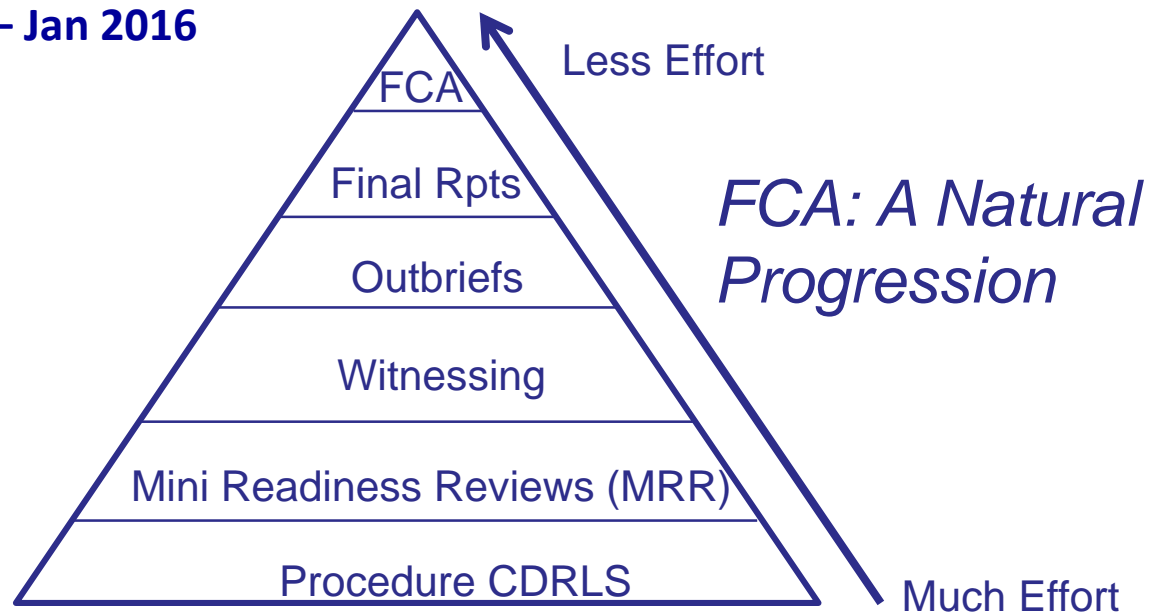 – Jan 2016
Less Effort
FCA
Final Rpts
FCA: A Natural
Progression
Outbriefs
Witnessing
Mini Readiness Reviews (MRR)
Procedure CDRLS
Much Effort